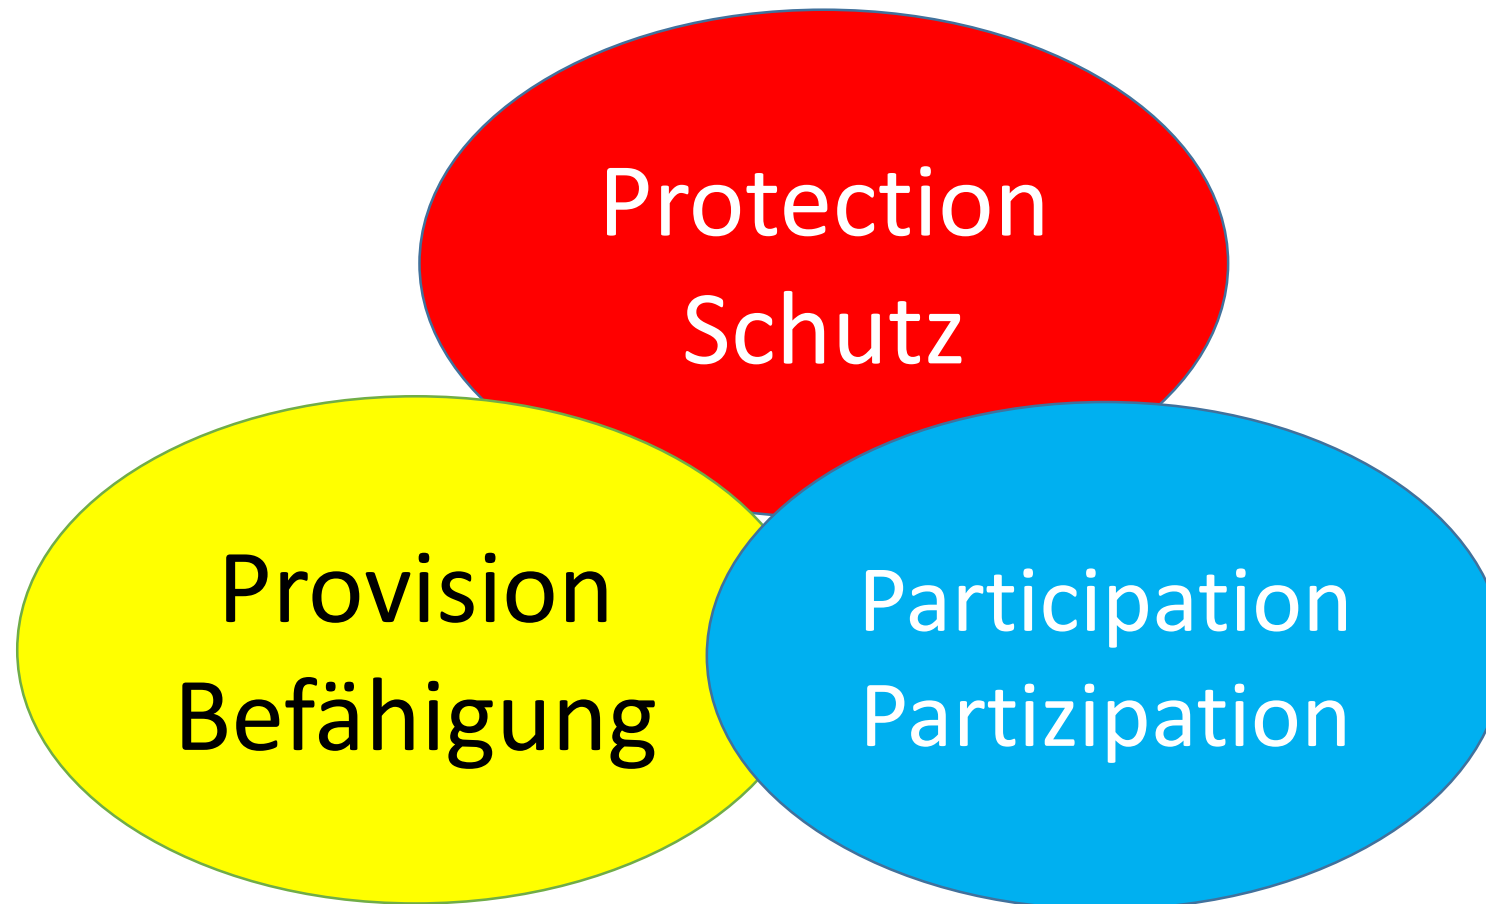 Protection
Schutz
Provision
Befähigung
Participation
Partizipation